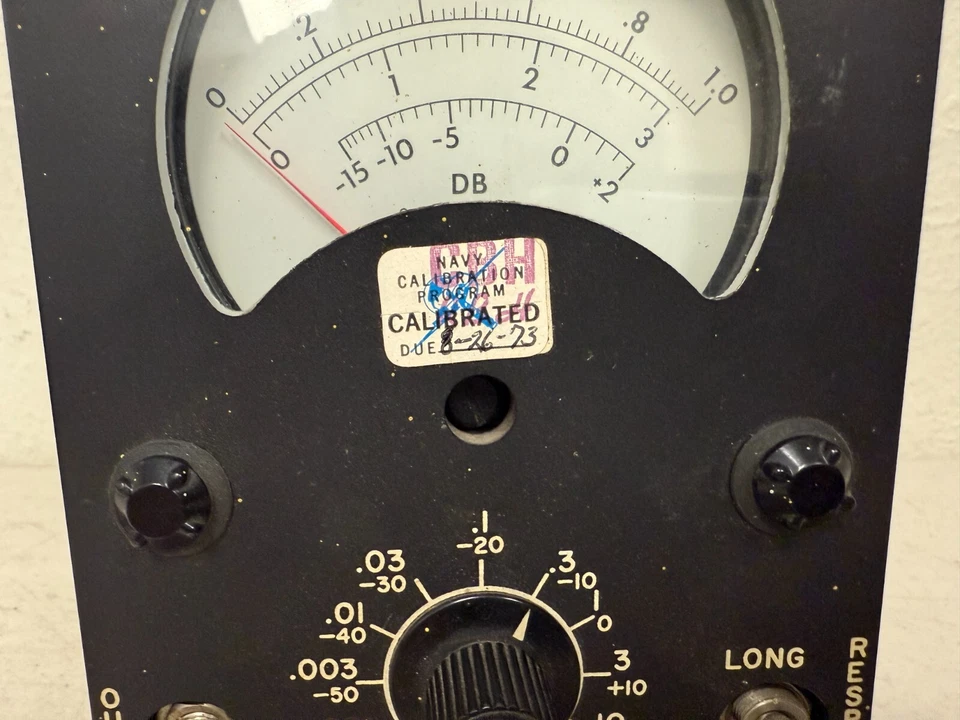 0 .2 .8 1.0
0 1 2 3
-15 -10 -5 0 +2
DB
NAVY
CALIBRATION
PROGRAM
CALIBRATED
DUE 8-26-73
.1
-20
.03
-30
.3
-10
.01
-40
1
0
.003
-50
3
+10
LONG